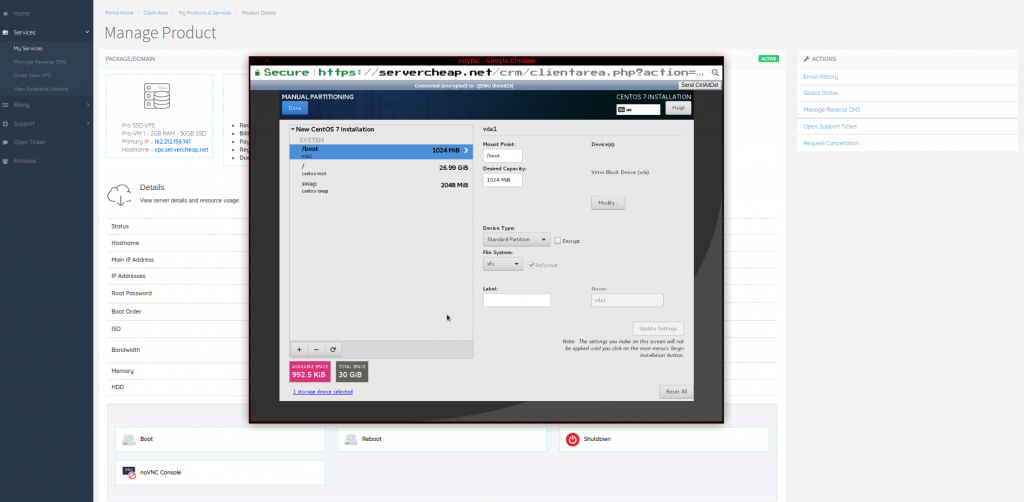 Home
Services
My Services
Manage Reverse DNS
Order New VPS
View Available Addons
Billing
Support
Open Ticket
Affiliates
Portal Home / Client Area / My Products & Services / Product Details
Manage Product
PACKAGE/DOMAIN
ACTIVE
Pro SSD VPS
Pro-VM 1 - 2GB RAM - 30GB SSD
Primary IP - 162.212.156.141
Hostname - vps.servercheap.net
Details
View server details and resource usage.
Status
Hostname
Main IP Address
IP Addresses
Root Password
Boot Order
ISO
Bandwidth
Memory
HDD
Boot
Reboot
Shutdown
noVNC Console
noVNC - Google Chrome
Secure https://servercheap.net/crm/clientarea.php?action=...
Send CtrlAltDel
MANUAL PARTITIONING
Done
CENTOS 7 INSTALLATION
us
Help!
New CentOS 7 Installation
SYSTEM
/boot 1024 MiB
vda1
/ 26.99 GiB
centos-root
swap 2048 MiB
centos-swap
+ −
AVAILABLE SPACE
992.5 KiB
TOTAL SPACE
30 GiB
1 storage device selected
vda1
Mount Point:
/boot
Desired Capacity:
1024 MiB
Device(s):
Virtio Block Device (vda)
Modify...
Device Type:
Standard Partition
Encrypt
File System:
xfs
Reformat
Label:
Name:
vda1
Update Settings
Note: The settings you make on this screen will not
be applied until you click on the main menu's 'Begin
Installation' button.
Reset All
ACTIONS
Email History
Global Status
Manage Reverse DNS
Open Support Ticket
Request Cancellation